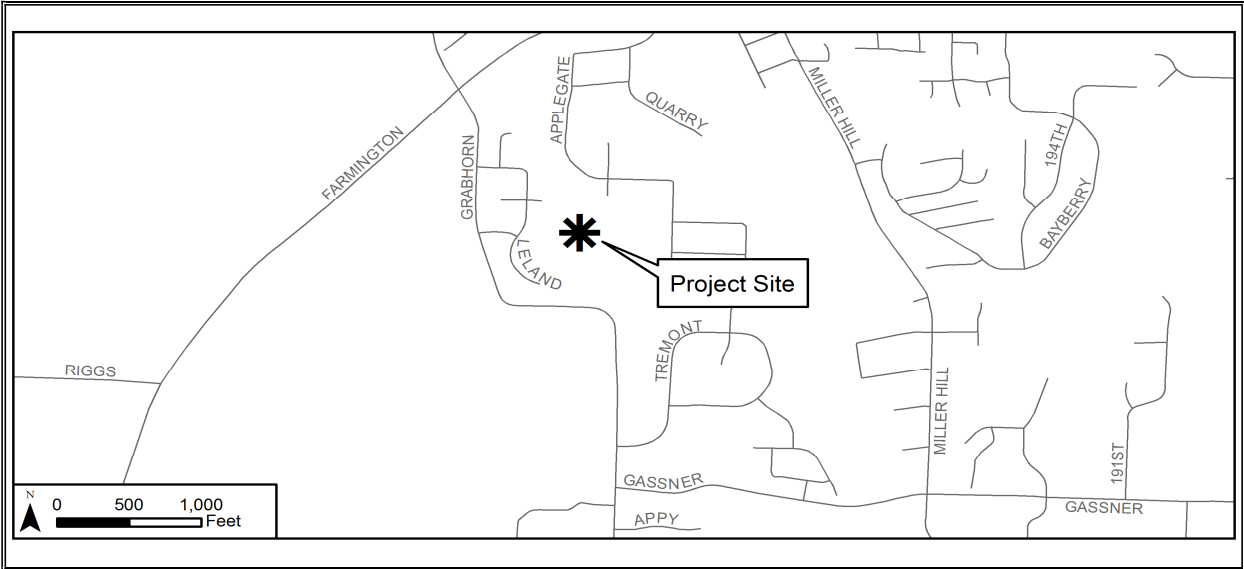 APPLEGATE
QUARRY
MILLER HILL
FARMINGTON
GRABHORN
194TH
BAYBERRY
LELAND
Project Site
TREMONT
RIGGS
MILLER HILL
191ST
GASSNER
GASSNER
APPY
N
0 500 1,000
Feet